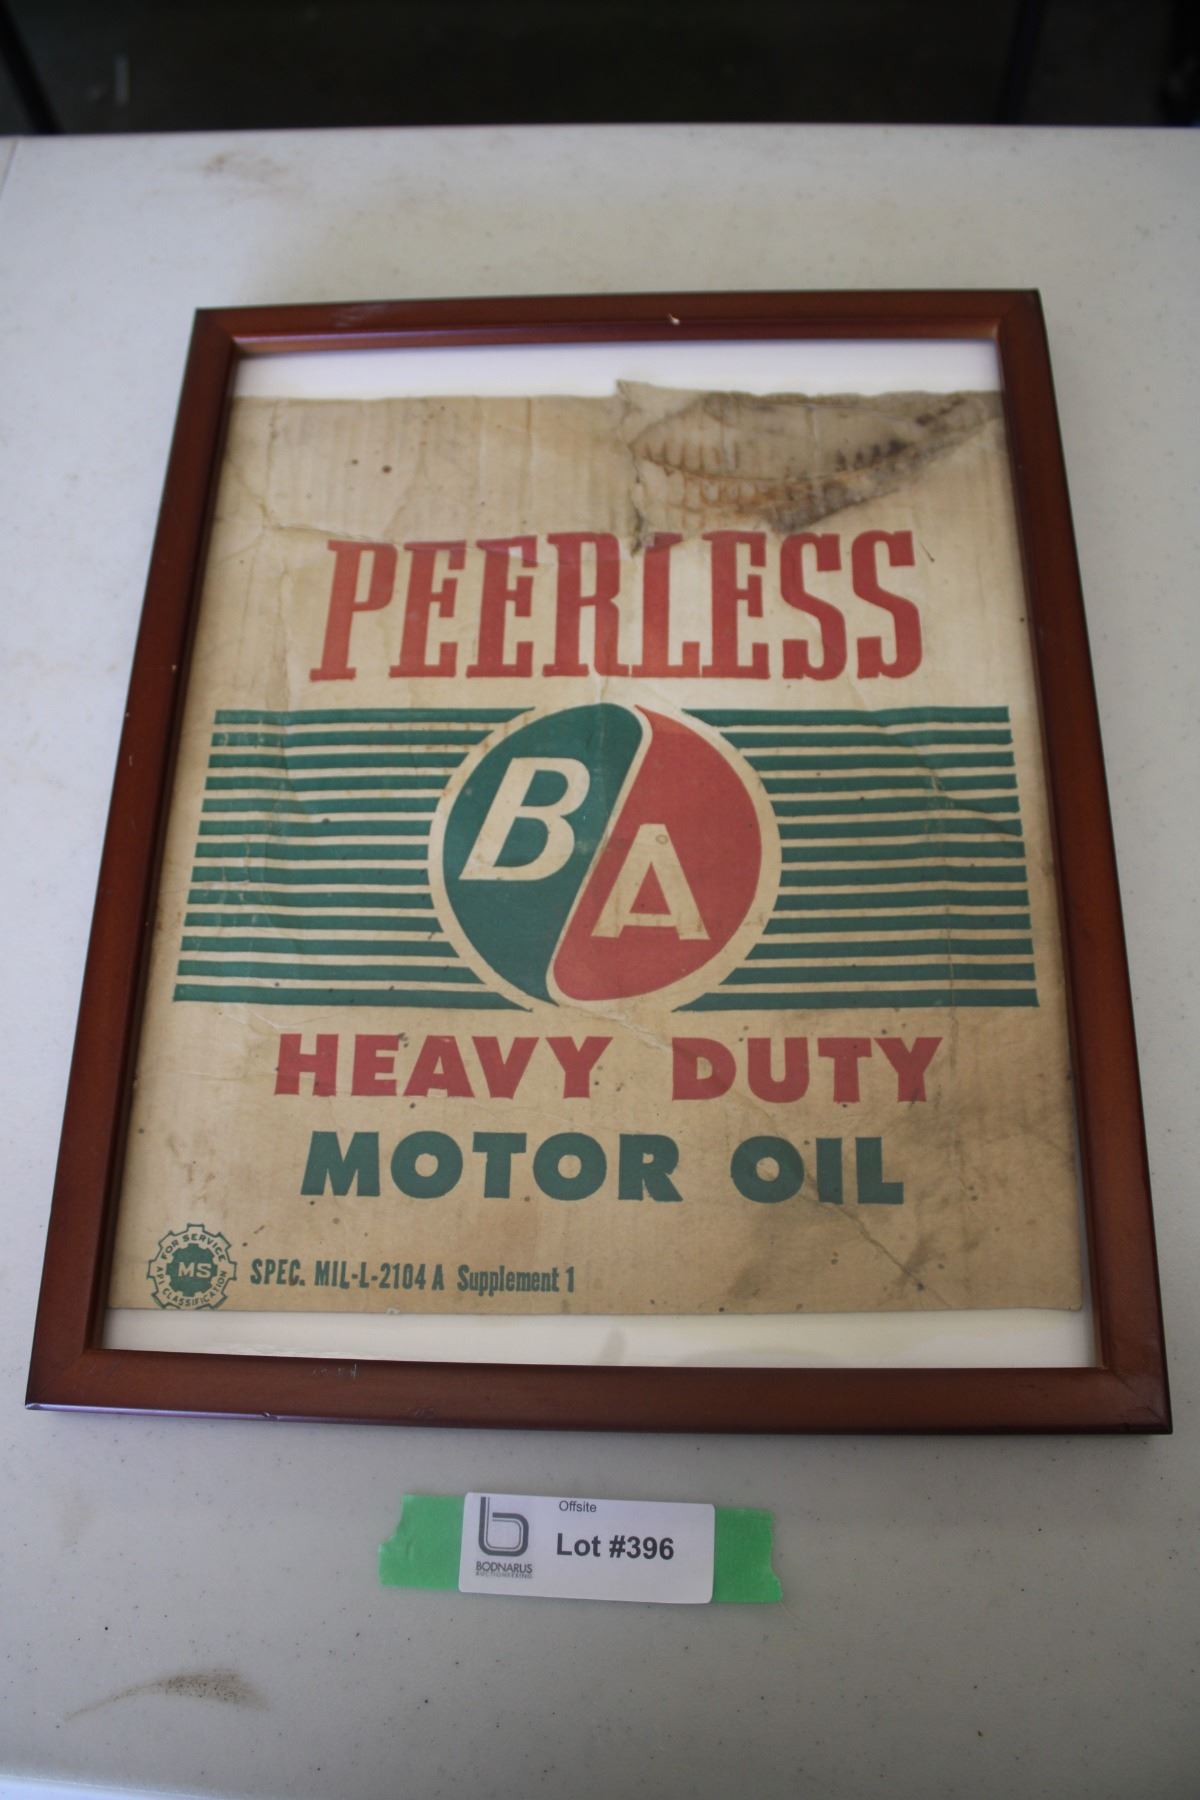 PEERLESS
BA
HEAVY DUTY
MOTOR OIL
FOR SERVICE
MS
API CLASSIFICATION
SPEC. MIL-L-2104 A Supplement 1
Offsite
Lot #396
BODNARUS
AUCTIONEERING